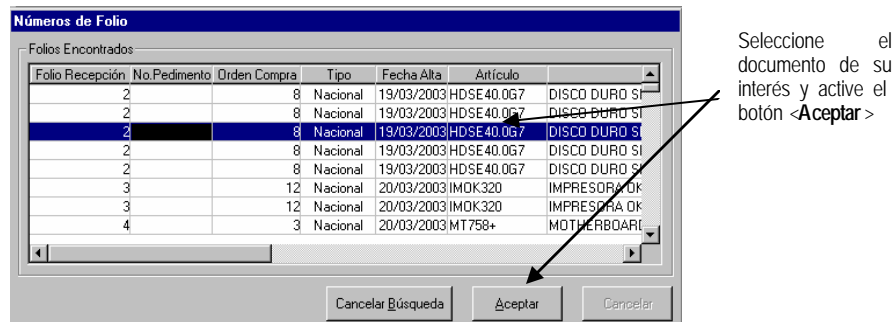 Números de Folio
Folios Encontrados
Folio Recepción No.Pedimento Orden Compra Tipo Fecha Alta Artículo
2 8 Nacional 19/03/2003 HDSE40.0G7 DISCO DURO
2 8 Nacional 19/03/2003 HDSE40.0G7 DISCO DURO
2 8 Nacional 19/03/2003 HDSE40.0G7 DISCO DURO
2 8 Nacional 19/03/2003 HDSE40.0G7 DISCO DURO
2 8 Nacional 19/03/2003 HDSE40.0G7 DISCO DURO
3 12 Nacional 20/03/2003 IMOK320 IMPRESORA OK
3 12 Nacional 20/03/2003 IMOK320 IMPRESORA OK
4 3 Nacional 20/03/2003 MT758+ MOTHERBOARD
Cancelar Búsqueda Aceptar Cancelar
Seleccione el
documento de su
interés y active el
botón <Aceptar>